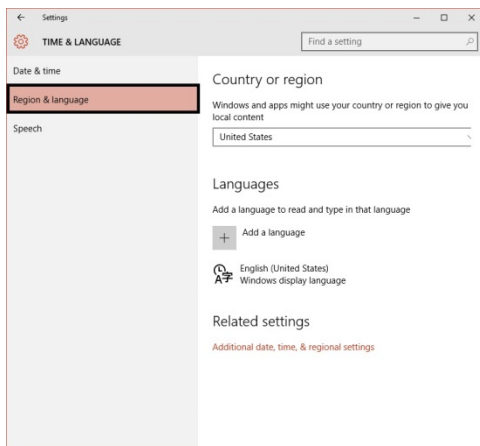 Settings
TIME & LANGUAGE
Find a setting
Date & time
Region & language
Speech
Country or region
Windows and apps might use your country or region to give you
local content
United States
Languages
Add a language to read and type in that language
Add a language
English (United States)
Windows display language
Related settings
Additional date, time, & regional settings